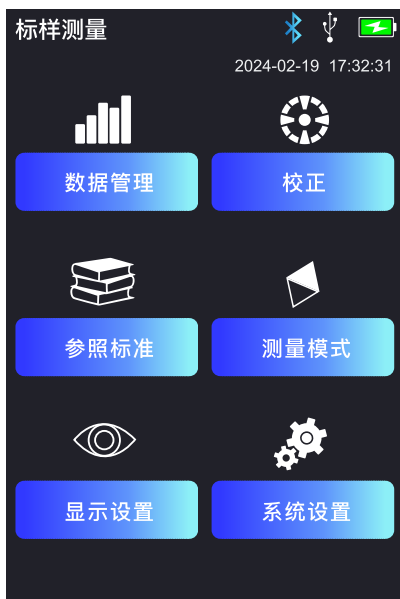 标样测量
2024-02-19 17:32:31
数据管理
校正
参照标准
测量模式
显示设置
系统设置